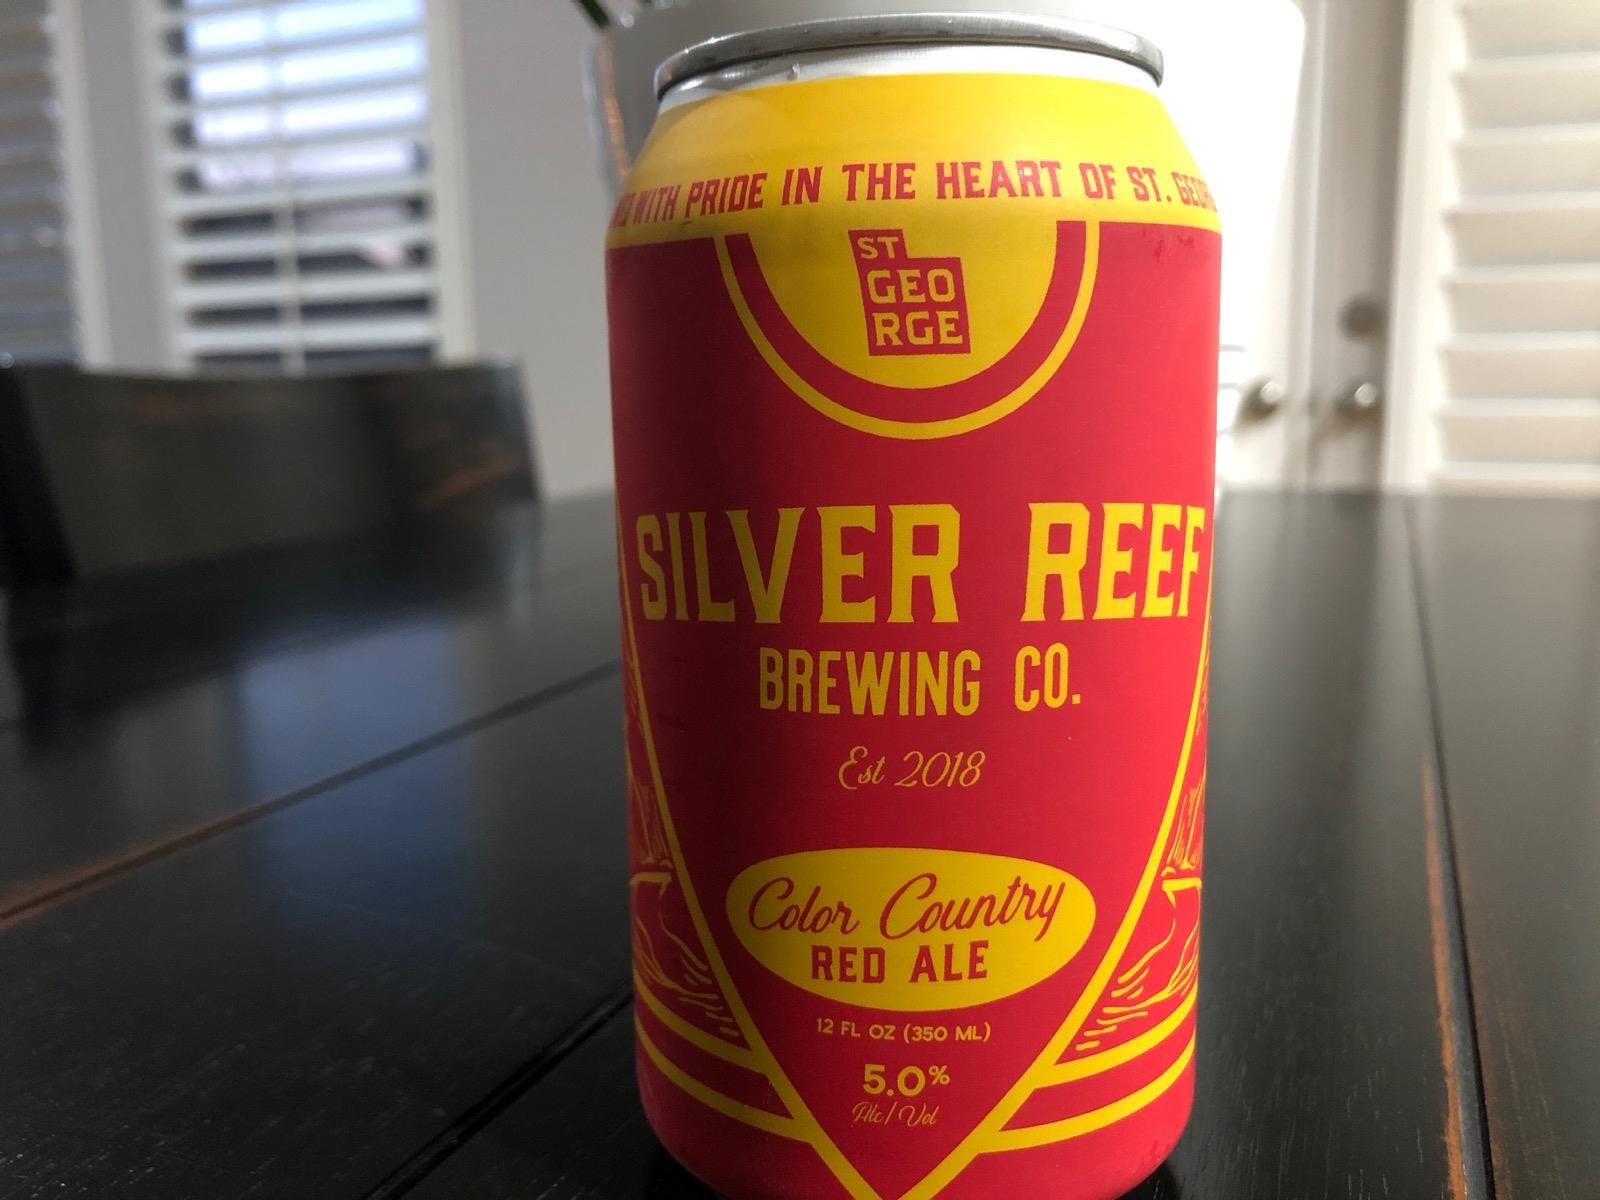 WITH PRIDE IN THE HEART OF ST.
ST
GEO
RGE
SILVER REEF
BREWING CO.
Est 2018
Color Country
RED ALE
12 FL OZ (350 ML)
5.0%
Alc/Vol